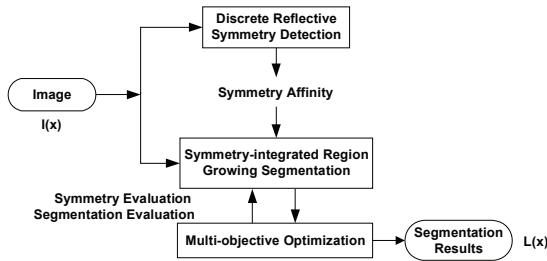 Discrete Reflective
Symmetry Detection
Image
I(x)
Symmetry Affinity
Symmetry-integrated Region
Growing Segmentation
Symmetry Evaluation
Segmentation Evaluation
Multi-objective Optimization
Segmentation
Results
L(x)